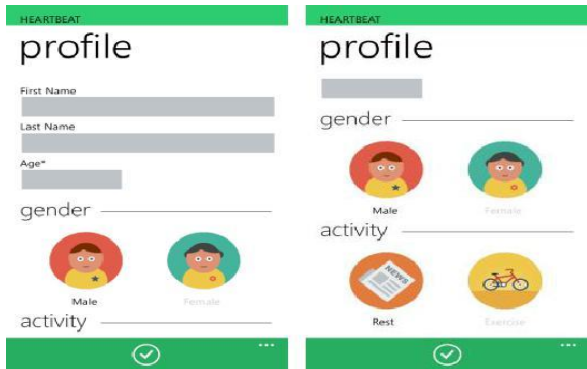 HEARTBEAT
profile
First Name
Last Name
Age*
gender
Male
Female
activity
HEARTBEAT
profile
gender
Male
Female
activity
NEWS
Rest
Exercise